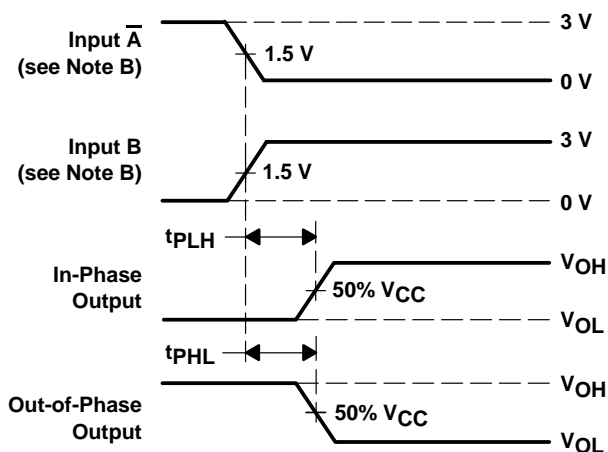 3 V
Input A̅
(see Note B)
1.5 V
0 V
Input B
(see Note B)
3 V
1.5 V
0 V
tPLH
In-Phase
Output
VOH
50% VCC
VOL
tPHL
Out-of-Phase
Output
VOH
50% VCC
VOL